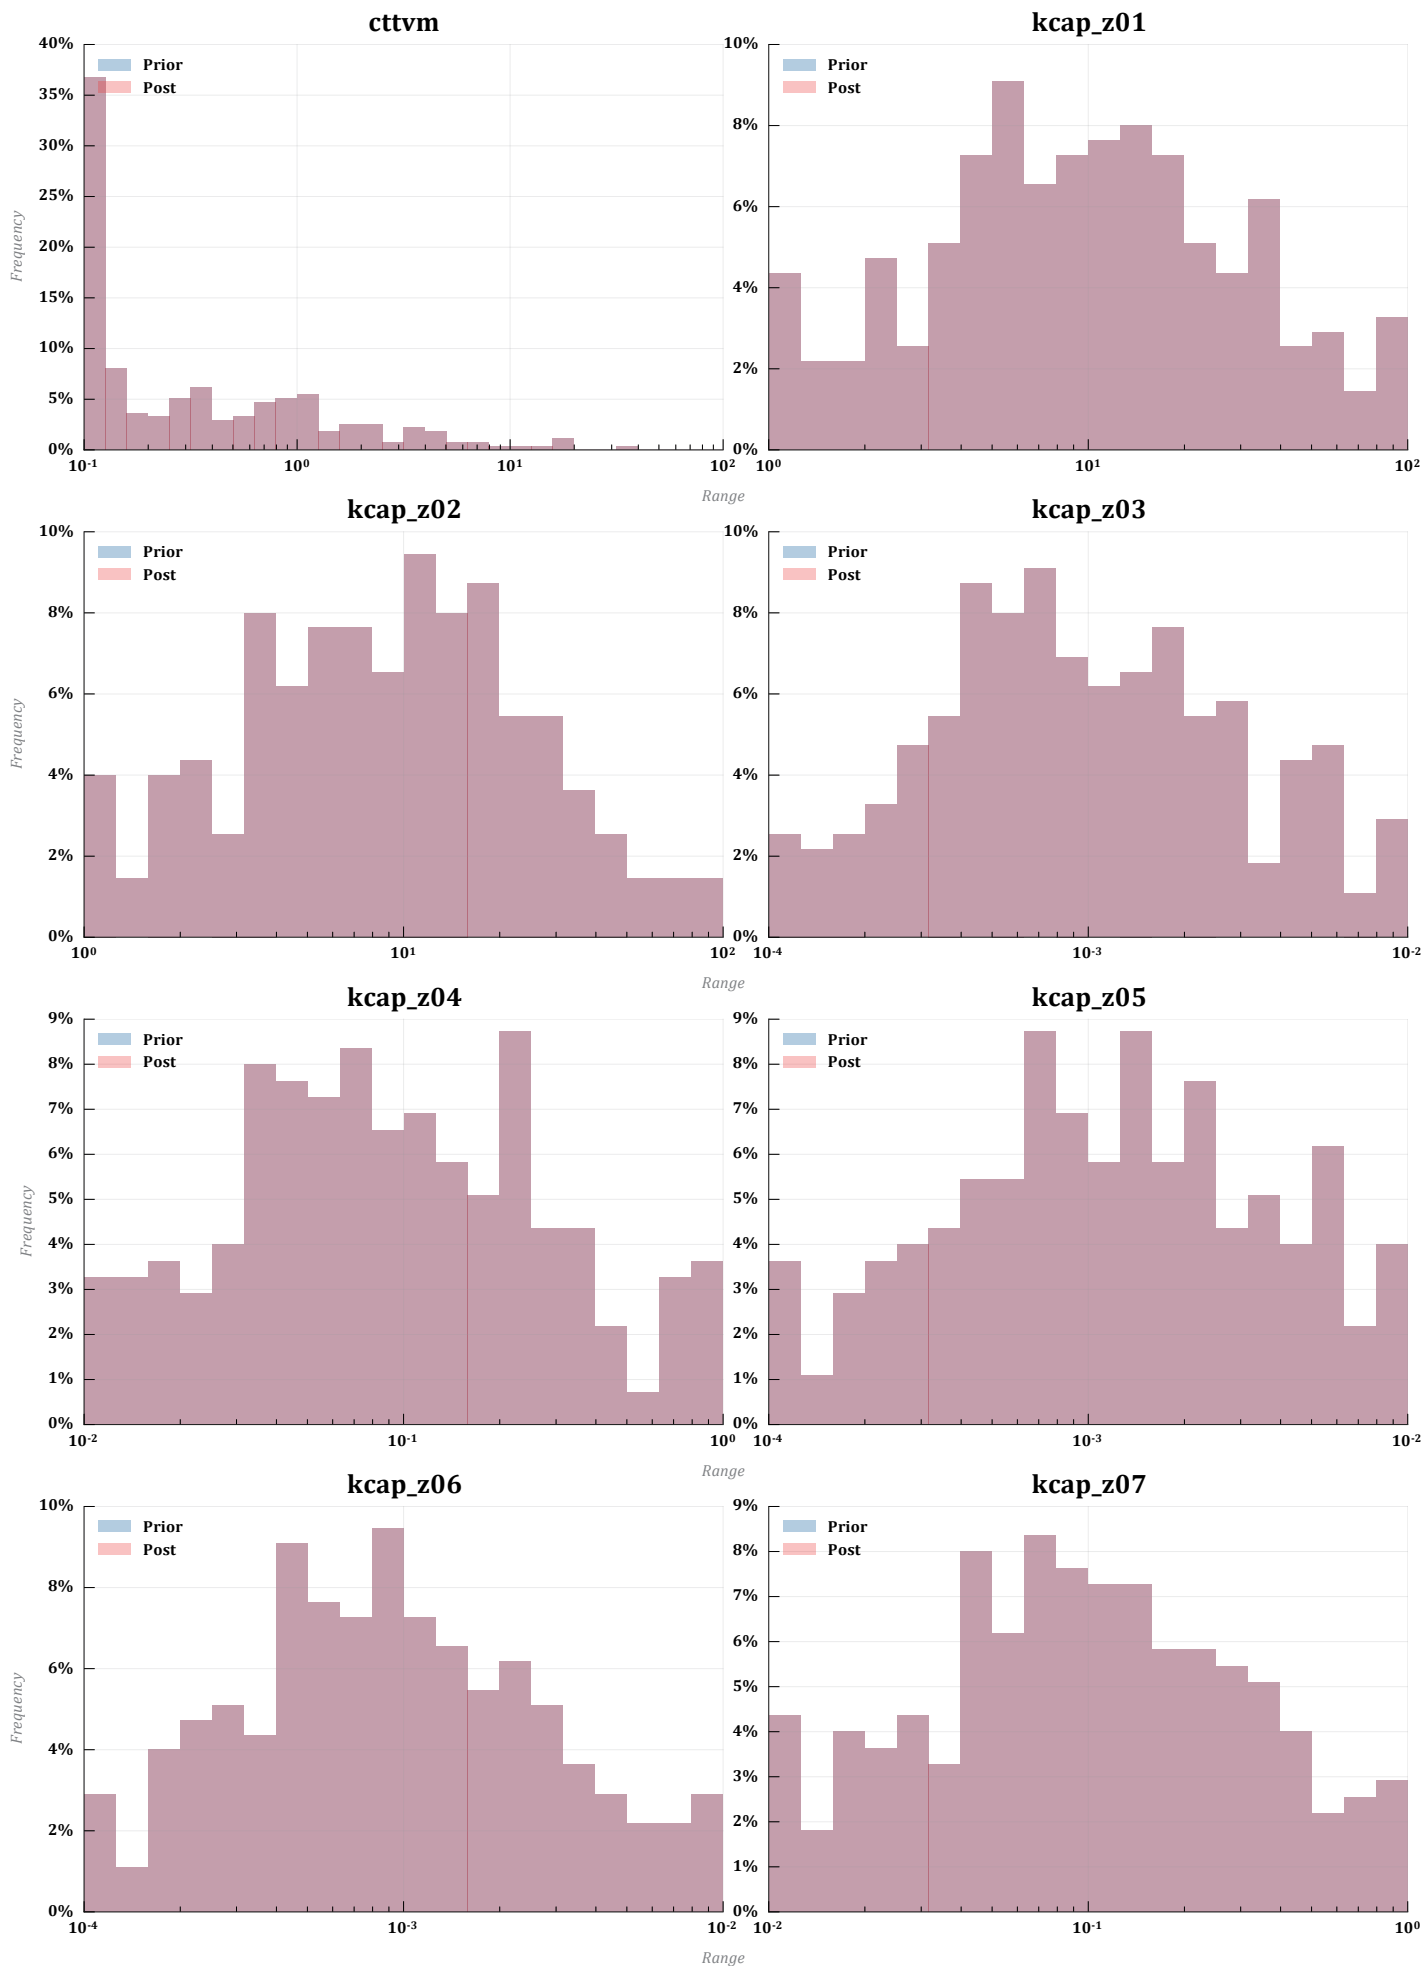 cttvm
40%
35%
30%
25%
20%
15%
10%
5%
0%
Frequency
Prior
Post
10⁻¹ 10⁰ 10¹ 10²
kcap_z01
10%
8%
6%
4%
2%
0%
Prior
Post
10⁰ 10¹ 10²
Range
kcap_z02
10%
8%
6%
4%
2%
0%
Frequency
Prior
Post
10⁰ 10¹ 10²
kcap_z03
10%
8%
6%
4%
2%
0%
Prior
Post
10⁻⁴ 10⁻³ 10⁻²
Range
kcap_z04
9%
8%
7%
6%
5%
4%
3%
2%
1%
0%
Frequency
Prior
Post
10⁻² 10⁻¹ 10⁰
kcap_z05
9%
8%
7%
6%
5%
4%
3%
2%
1%
0%
Prior
Post
10⁻⁴ 10⁻³ 10⁻²
Range
kcap_z06
10%
8%
6%
4%
2%
0%
Frequency
Prior
Post
10⁻⁴ 10⁻³ 10⁻²
kcap_z07
9%
8%
7%
6%
5%
4%
3%
2%
1%
0%
Prior
Post
10⁻² 10⁻¹ 10⁰
Range